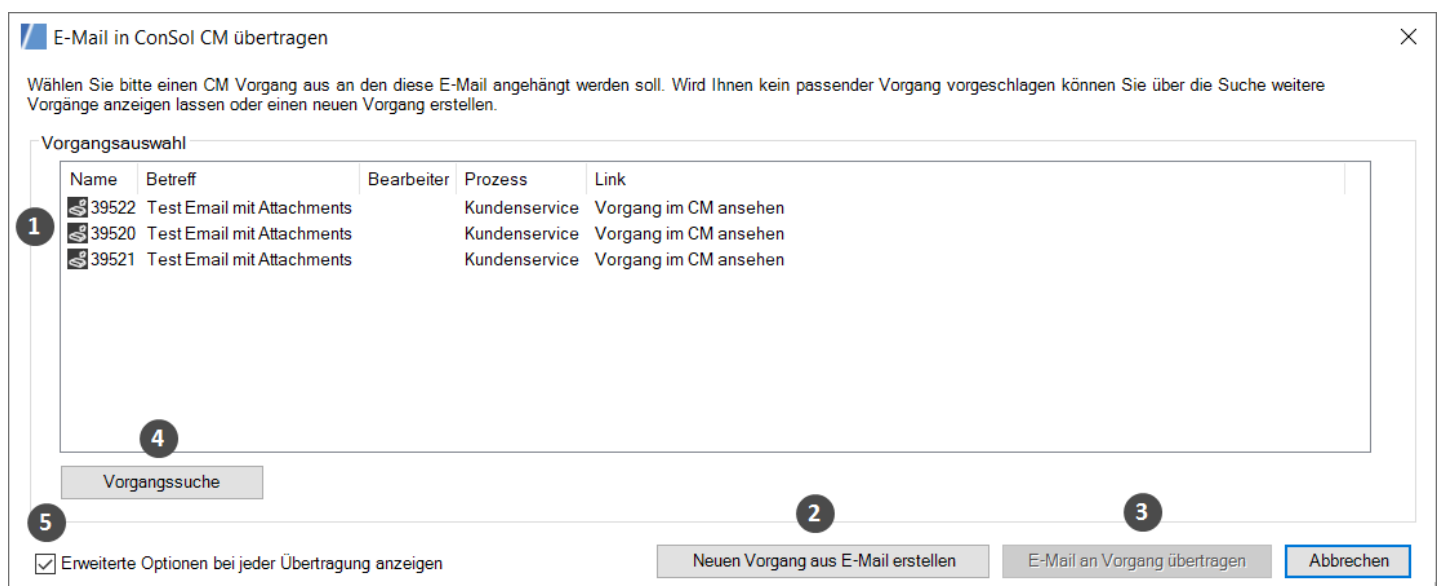 E-Mail in ConSol CM übertragen
Wählen Sie bitte einen CM Vorgang aus an den diese E-Mail angehängt werden soll. Wird Ihnen kein passender Vorgang vorgeschlagen können Sie über die Suche weitere
Vorgänge anzeigen lassen oder einen neuen Vorgang erstellen.
Vorgangsauswahl
Name Betreff Bearbeiter Prozess Link
39522 Test Email mit Attachments Kundenservice Vorgang im CM ansehen
1 39520 Test Email mit Attachments Kundenservice Vorgang im CM ansehen
39521 Test Email mit Attachments Kundenservice Vorgang im CM ansehen
4
Vorgangssuche
5 2 3
Erweiterte Optionen bei jeder Übertragung anzeigen Neuen Vorgang aus E-Mail erstellen E-Mail an Vorgang übertragen Abbrechen